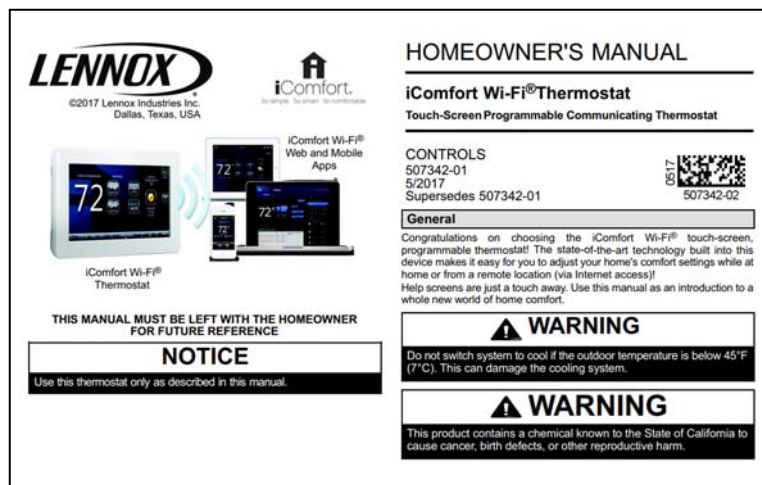 LENNOX
©2017 Lennox Industries Inc.
Dallas, Texas, USA
iComfort.
So simple. So smart. So comfortable.
iComfort Wi-Fi®
Web and Mobile
Apps
72
72
72
72
iComfort Wi-Fi®
Thermostat
THIS MANUAL MUST BE LEFT WITH THE HOMEOWNER
FOR FUTURE REFERENCE
NOTICE
Use this thermostat only as described in this manual.
HOMEOWNER'S MANUAL
iComfort Wi-Fi®Thermostat
Touch-Screen Programmable Communicating Thermostat
CONTROLS
507342-01
5/2017
Supersedes 507342-01
0517
507342-02
General
Congratulations on choosing the iComfort Wi-Fi® touch-screen,
programmable thermostat! The state-of-the-art technology built into this
device makes it easy for you to adjust your home's comfort settings while at
home or from a remote location (via Internet access)!
Help screens are just a touch away. Use this manual as an introduction to a
whole new world of home comfort.
WARNING
Do not switch system to cool if the outdoor temperature is below 45°F
(7°C). This can damage the cooling system.
WARNING
This product contains a chemical known to the State of California to
cause cancer, birth defects, or other reproductive harm.